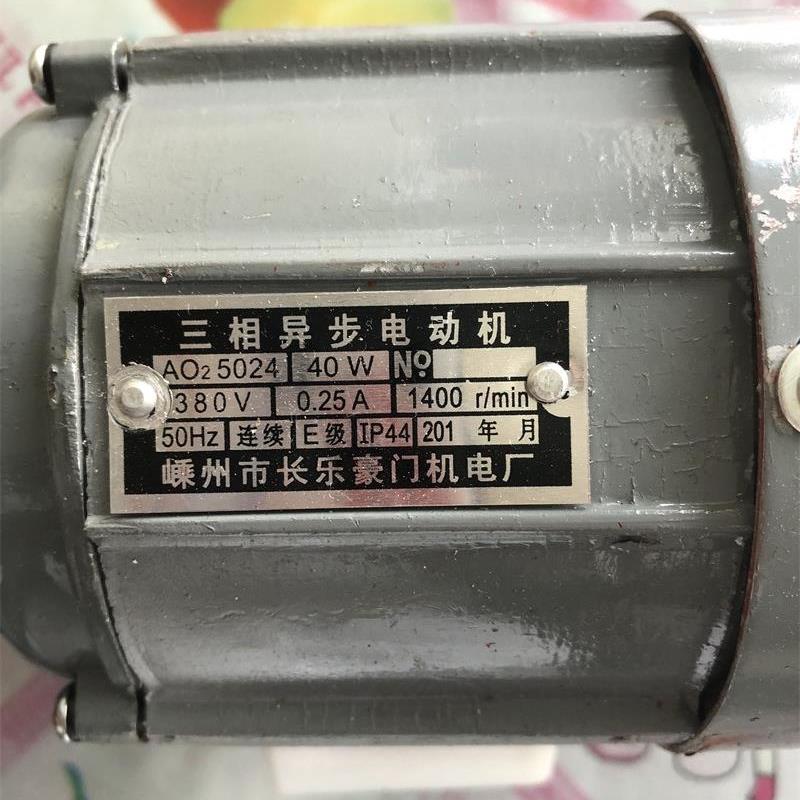 三相异步电动机
AO₂ 5024 40 W №
380V 0.25A 1400 r/min
50Hz 连续 E级 IP44 201 年 月
嵊州市长乐豪门机电厂